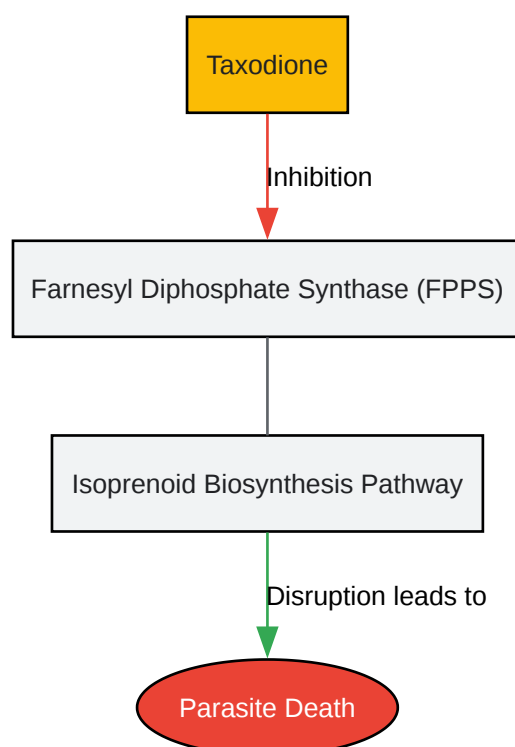 Taxodione
Inhibition
Farnesyl Diphosphate Synthase (FPPS)
Isoprenoid Biosynthesis Pathway
Disruption leads to
Parasite Death